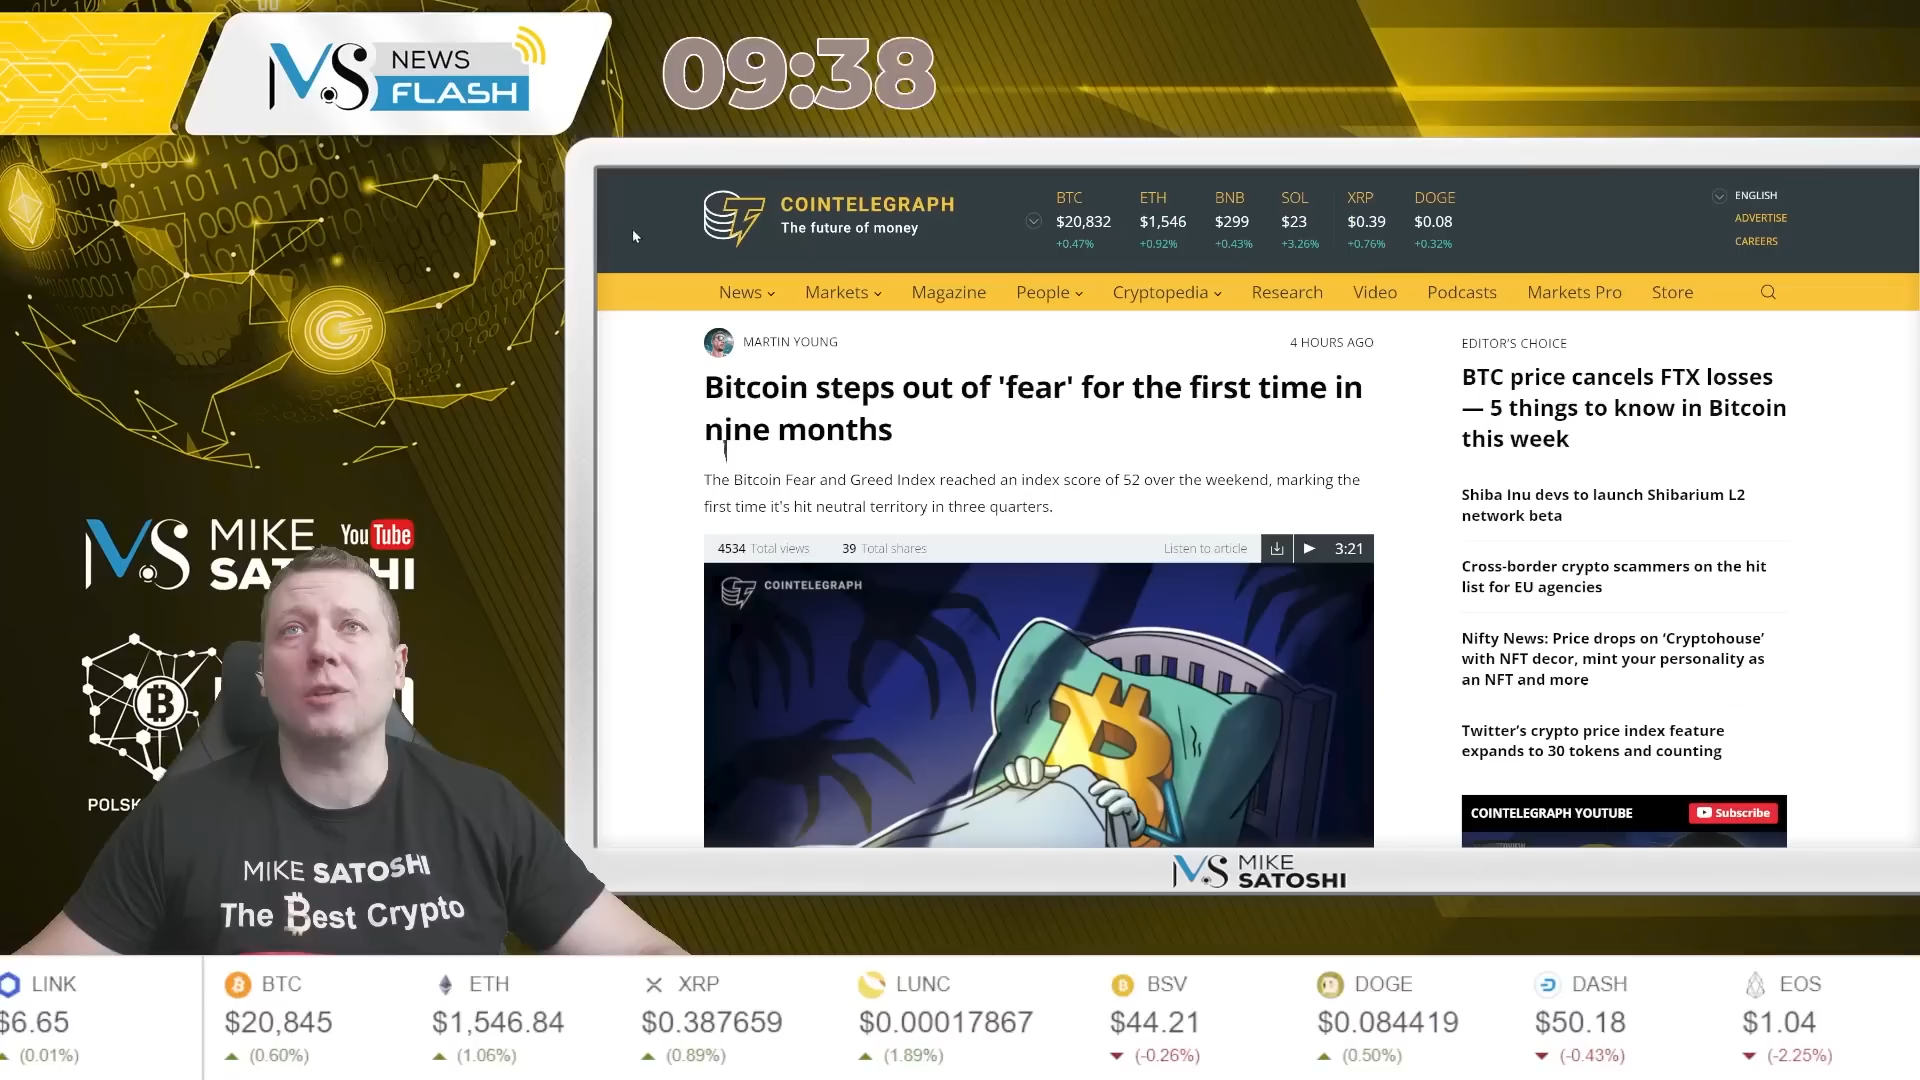 NEWS
FLASH
09:38
COINTELEGRAPH
The future of money
BTC
$20,832
+0.47%
ETH
$1,546
+0.92%
BNB
$299
+0.43%
SOL
$23
+3.26%
XRP
$0.39
+0.76%
DOGE
$0.08
+0.32%
ENGLISH
ADVERTISE
CAREERS
News Markets Magazine People Cryptopedia Research Video Podcasts Markets Pro Store
MARTIN YOUNG
4 HOURS AGO
Bitcoin steps out of 'fear' for the first time in
nine months
The Bitcoin Fear and Greed Index reached an index score of 52 over the weekend, marking the
first time it's hit neutral territory in three quarters.
4534 Total views 39 Total shares Listen to article 3:21
COINTELEGRAPH
EDITOR'S CHOICE
BTC price cancels FTX losses
— 5 things to know in Bitcoin
this week
Shiba Inu devs to launch Shibarium L2
network beta
Cross-border crypto scammers on the hit
list for EU agencies
Nifty News: Price drops on ‘Cryptohouse’
with NFT decor, mint your personality as
an NFT and more
Twitter’s crypto price index feature
expands to 30 tokens and counting
COINTELEGRAPH YOUTUBE Subscribe
MS MIKE
SATOSHI
MS MIKE YouTube
SAT HI
POLSK
MIKE SATOSHI
The Best Crypto
LINK
$6.65
(0.01%)
BTC
$20,845
(0.60%)
ETH
$1,546.84
(1.06%)
XRP
$0.387659
(0.89%)
LUNC
$0.00017867
(1.89%)
BSV
$44.21
(-0.26%)
DOGE
$0.084419
(0.50%)
DASH
$50.18
(-0.43%)
EOS
$1.04
(-2.25%)